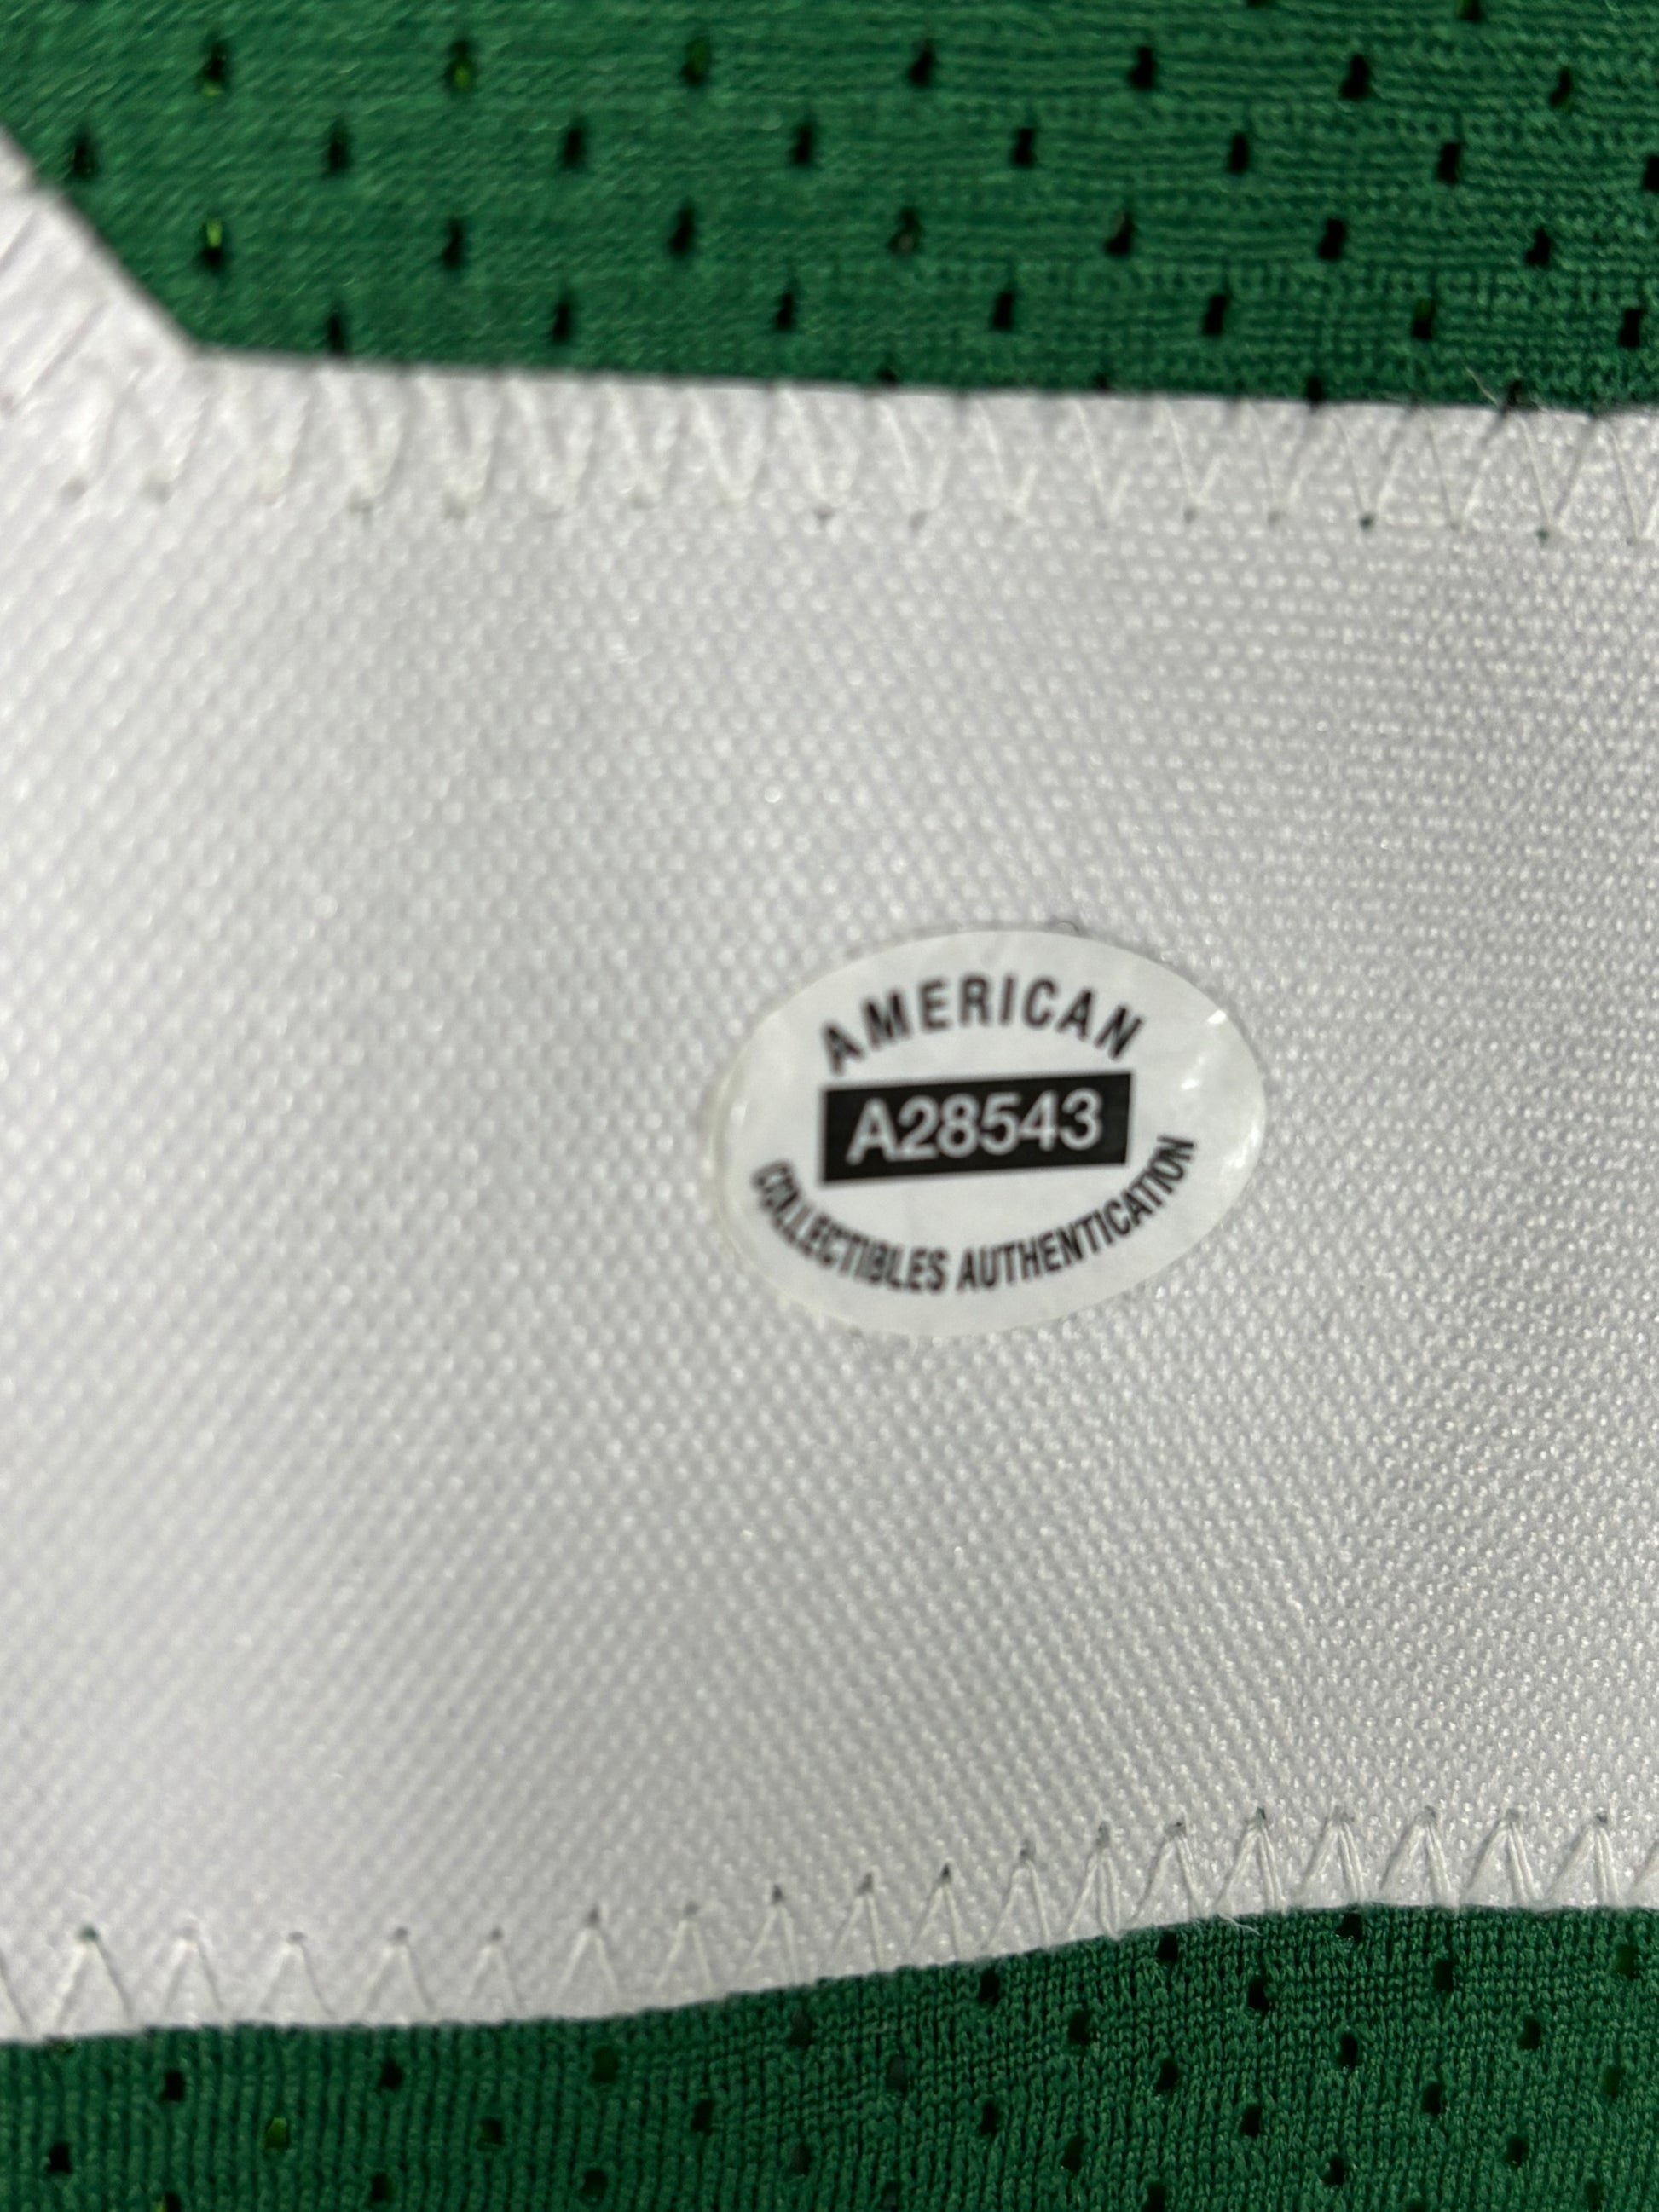 AMERICAN
A28543
COLLECTIBLES AUTHENTICATION